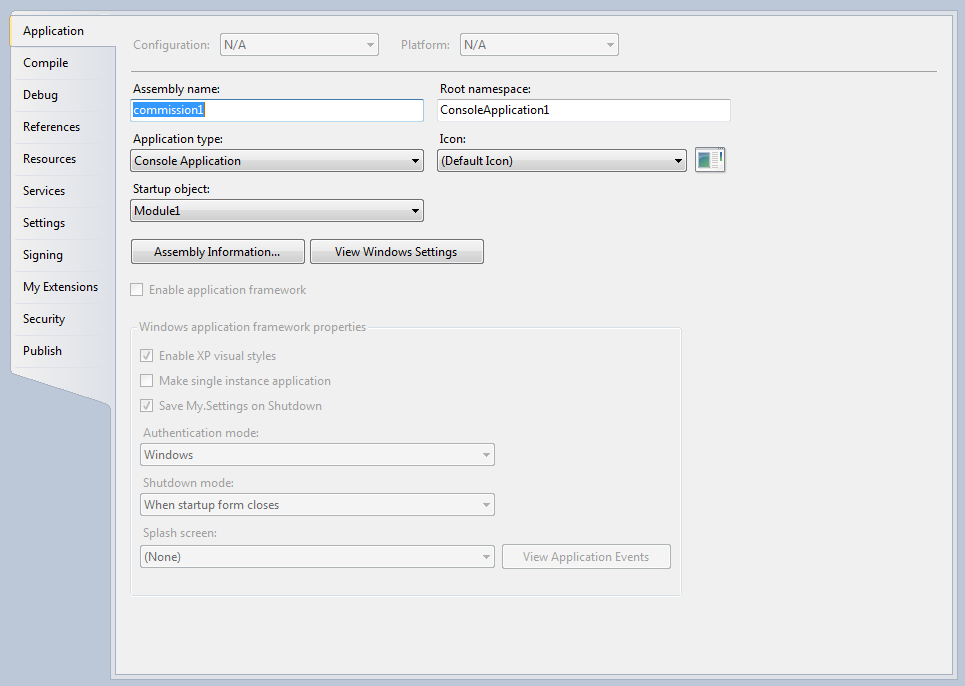 Application
Compile
Debug
References
Resources
Services
Settings
Signing
My Extensions
Security
Publish
Configuration: N/A Platform: N/A
Assembly name: Root namespace:
commission1 ConsoleApplication1
Application type: Icon:
Console Application (Default Icon)
Startup object:
Module1
Assembly Information... View Windows Settings
Enable application framework
Windows application framework properties
Enable XP visual styles
Make single instance application
Save My.Settings on Shutdown
Authentication mode:
Windows
Shutdown mode:
When startup form closes
Splash screen:
(None) View Application Events